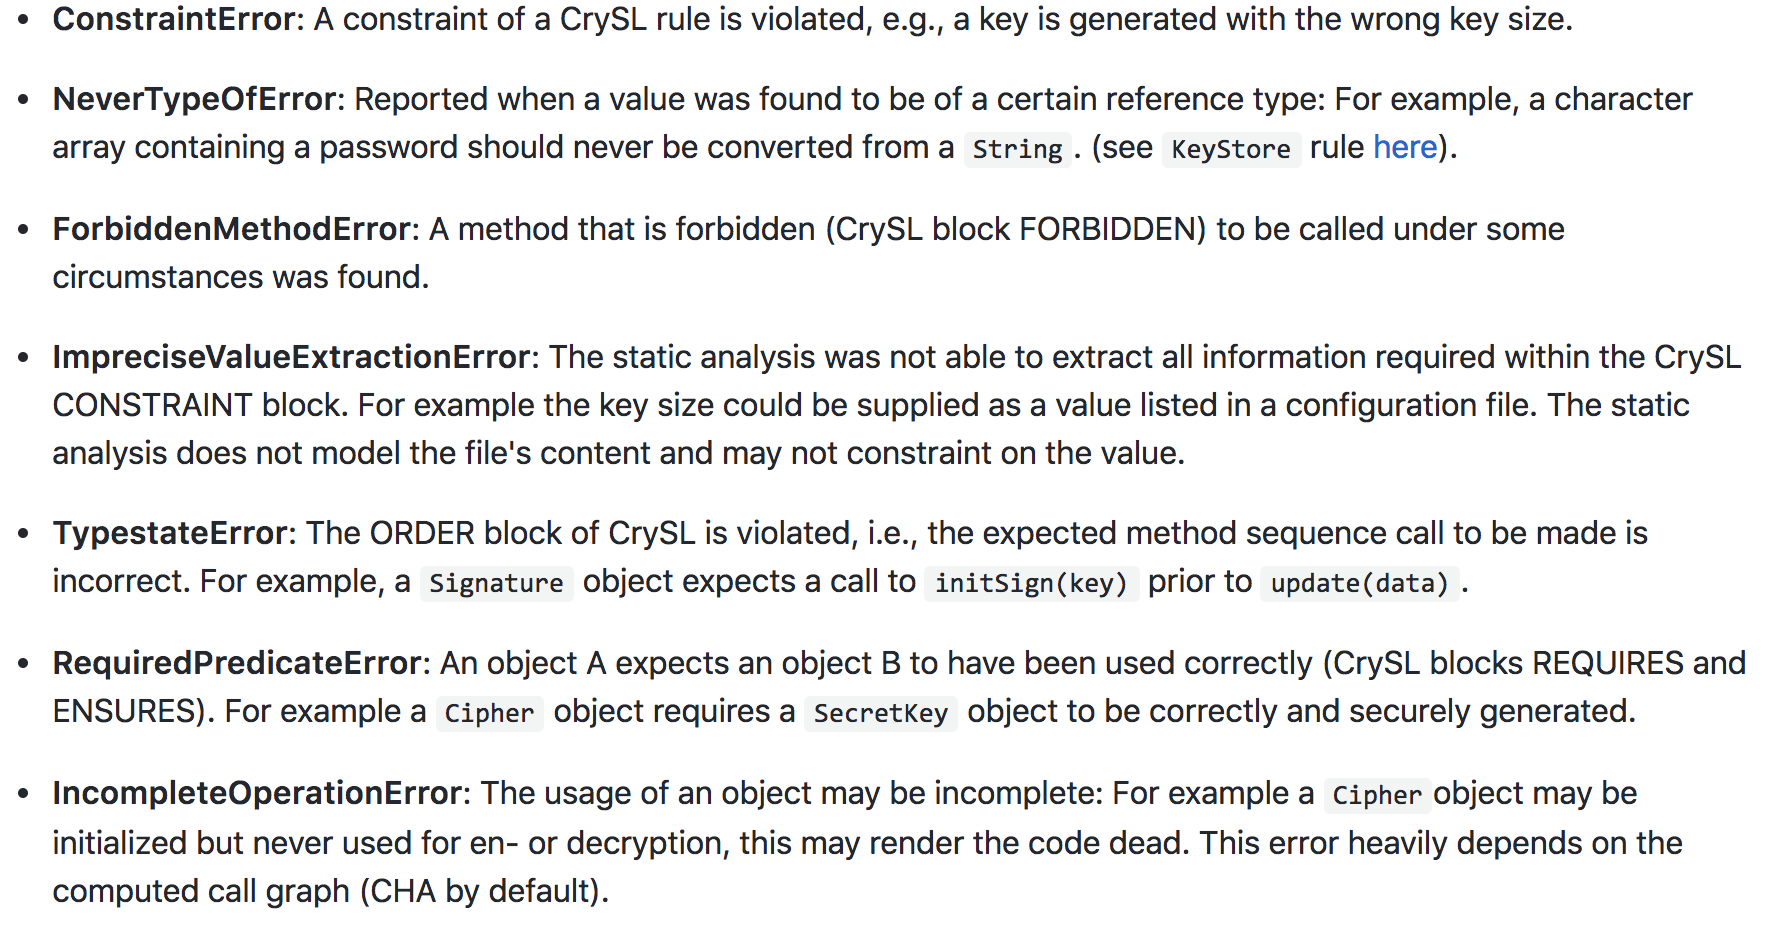 • ConstraintError: A constraint of a CrySL rule is violated, e.g., a key is generated with the wrong key size.
• NeverTypeOfError: Reported when a value was found to be of a certain reference type: For example, a character
array containing a password should never be converted from a String . (see KeyStore rule here).
• ForbiddenMethodError: A method that is forbidden (CrySL block FORBIDDEN) to be called under some
circumstances was found.
• ImpreciseValueExtractionError: The static analysis was not able to extract all information required within the CrySL
CONSTRAINT block. For example the key size could be supplied as a value listed in a configuration file. The static
analysis does not model the file's content and may not constraint on the value.
• TypestateError: The ORDER block of CrySL is violated, i.e., the expected method sequence call to be made is
incorrect. For example, a Signature object expects a call to initSign(key) prior to update(data) .
• RequiredPredicateError: An object A expects an object B to have been used correctly (CrySL blocks REQUIRES and
ENSURES). For example a Cipher object requires a SecretKey object to be correctly and securely generated.
• IncompleteOperationError: The usage of an object may be incomplete: For example a Cipher object may be
initialized but never used for en- or decryption, this may render the code dead. This error heavily depends on the
computed call graph (CHA by default).